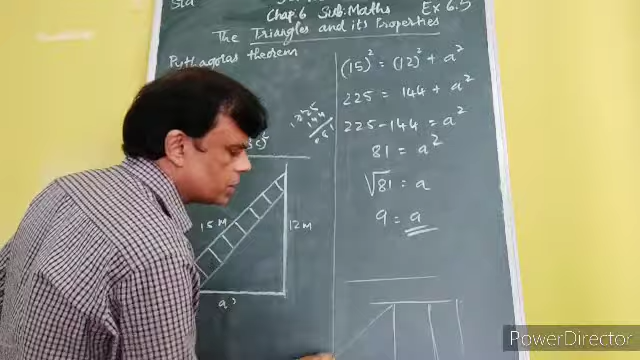 Std
Chap:6 Sub:Maths Ex 6.5
The Triangles and its Properties
Pythagoras theorem
(15)² = (12)² + a²
225 = 144 + a²
225-144 = a²
81 = a²
√81 = a
9 = a
15 M
12 M
a?
PowerDirector